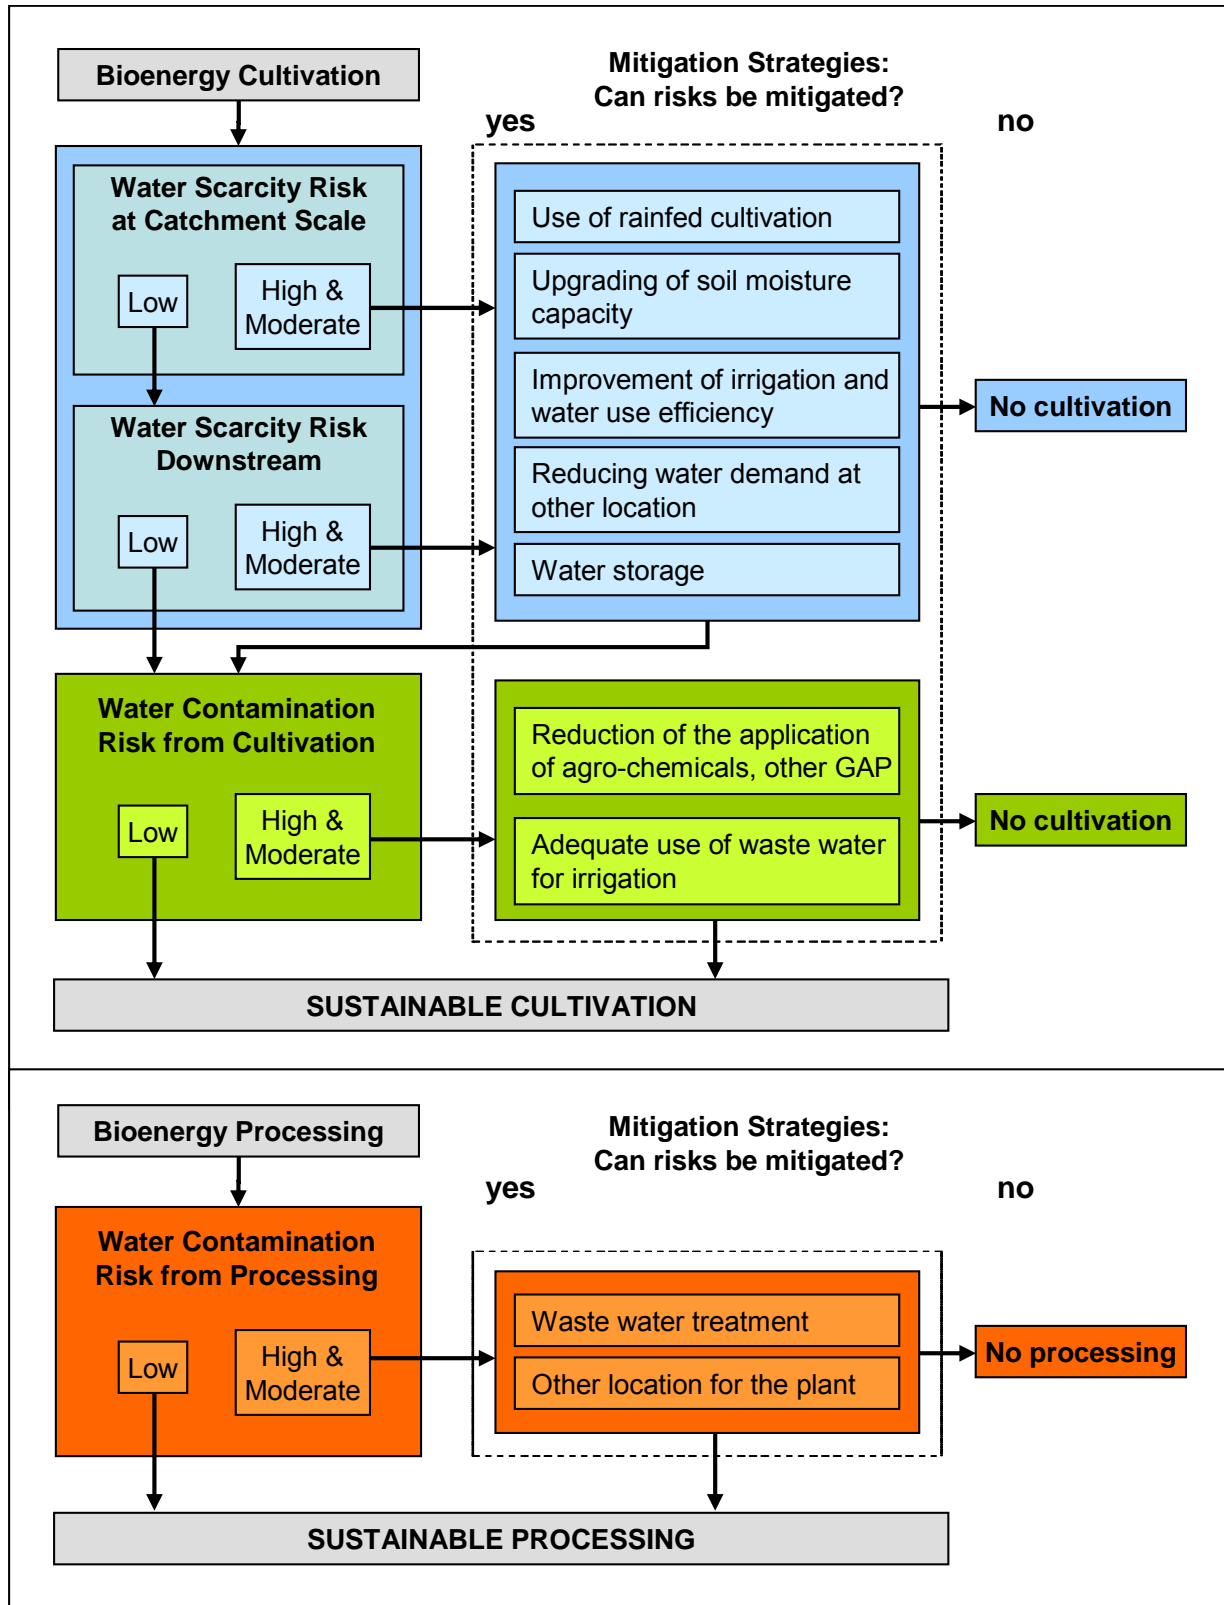 Bioenergy Cultivation
Mitigation Strategies:
Can risks be mitigated?
yes
no
Water Scarcity Risk
at Catchment Scale
Low
High &
Moderate
Use of rainfed cultivation
Upgrading of soil moisture
capacity
Improvement of irrigation and
water use efficiency
Reducing water demand at
other location
Water storage
No cultivation
Water Scarcity Risk
Downstream
Low
High &
Moderate
Water Contamination
Risk from Cultivation
Low
High &
Moderate
Reduction of the application
of agro-chemicals, other GAP
Adequate use of waste water
for irrigation
No cultivation
SUSTAINABLE CULTIVATION
Bioenergy Processing
Mitigation Strategies:
Can risks be mitigated?
yes
no
Water Contamination
Risk from Processing
Low
High &
Moderate
Waste water treatment
Other location for the plant
No processing
SUSTAINABLE PROCESSING